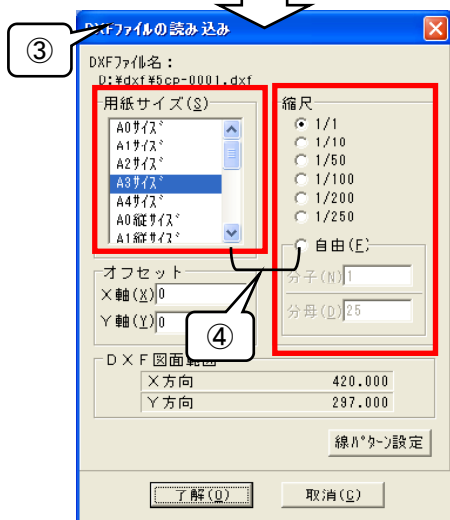 ③
DXFファイルの読み込み
DXFファイル名：
D:¥dxf¥5cp-0001.dxf
用紙サイズ(S)
A0サイズ
A1サイズ
A2サイズ
A3サイズ
A4サイズ
A0縦サイズ
A1縦サイズ
縮尺
1/1
1/10
1/50
1/100
1/200
1/250
自由(F)
分子(N) 1
分母(D) 25
オフセット
X軸(X) 0
Y軸(Y) 0
④
DXF図面範囲
X方向 420.000
Y方向 297.000
線パターン設定
了解(O)
取消(C)